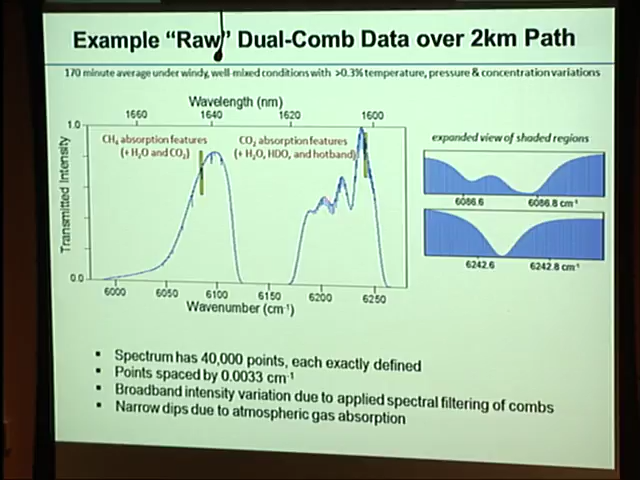 Example "Raw" Dual-Comb Data over 2km Path
170 minute average under windy, well-mixed conditions with >0.3% temperature, pressure & concentration variations
Wavelength (nm)
1660 1640 1620 1600
1.0
CH4 absorption features
(+ H2O and CO2)
CO2 absorption features
(+ H2O, HDO, and hotband)
Transmitted Intensity
0.0
6000 6050 6100 6150 6200 6250
Wavenumber (cm-1)
expanded view of shaded regions
6086.6 6086.8 cm-1
6242.6 6242.8 cm-1
▪ Spectrum has 40,000 points, each exactly defined
▪ Points spaced by 0.0033 cm-1
▪ Broadband intensity variation due to applied spectral filtering of combs
▪ Narrow dips due to atmospheric gas absorption